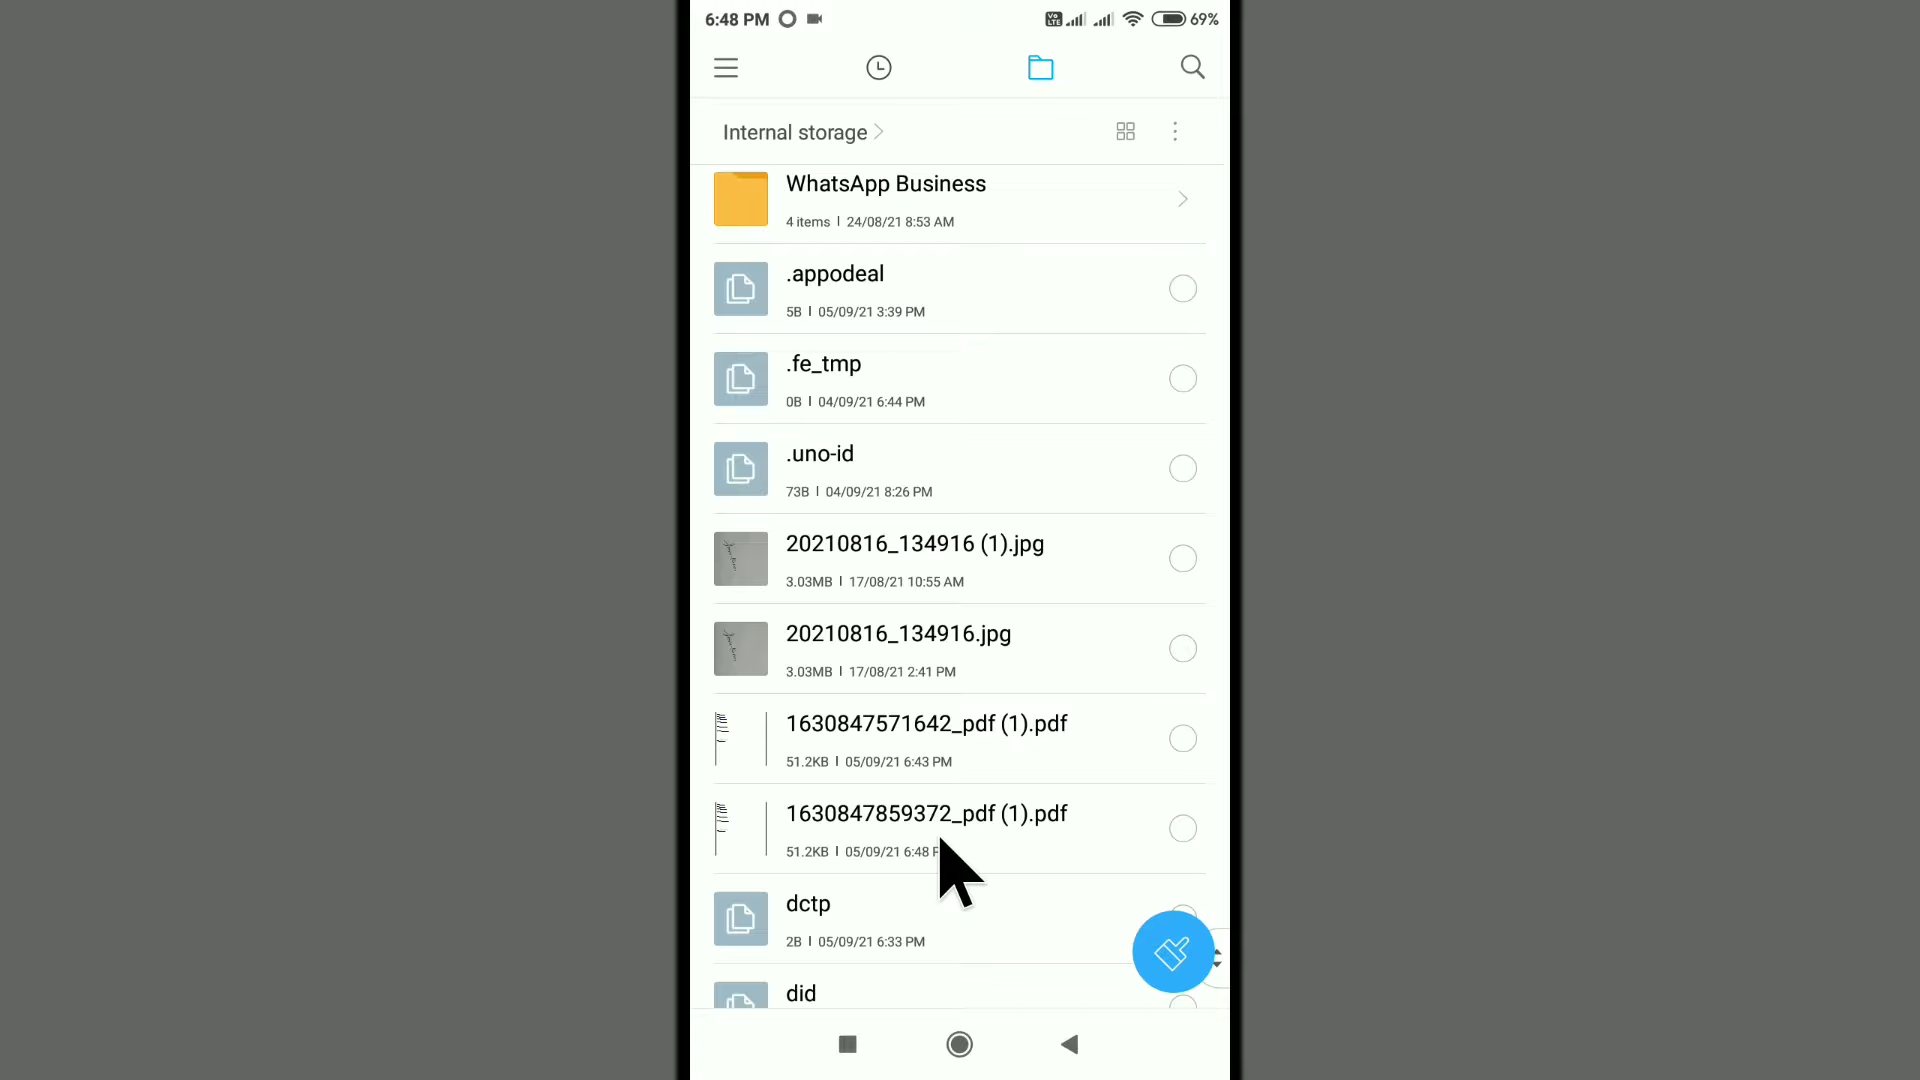 6:48 PM
Vo LTE
69%
Internal storage
WhatsApp Business
4 items | 24/08/21 8:53 AM
.appodeal
5B | 05/09/21 3:39 PM
.fe_tmp
0B | 04/09/21 6:44 PM
.uno-id
73B | 04/09/21 8:26 PM
20210816_134916 (1).jpg
3.03MB | 17/08/21 10:55 AM
20210816_134916.jpg
3.03MB | 17/08/21 2:41 PM
1630847571642_pdf (1).pdf
51.2KB | 05/09/21 6:43 PM
1630847859372_pdf (1).pdf
51.2KB | 05/09/21 6:48
dctp
2B | 05/09/21 6:33 PM
did